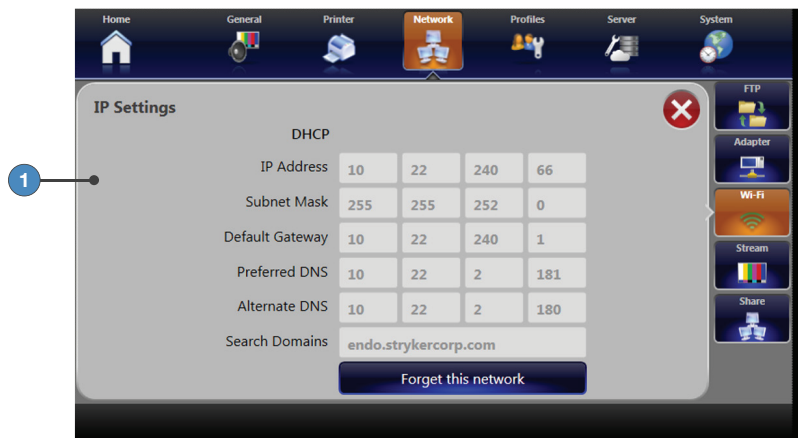 Home General Printer Network Profiles Server System
FTP
IP Settings
DHCP
Adapter
1
IP Address 10 22 240 66
Wi-Fi
Subnet Mask 255 255 252 0
Default Gateway 10 22 240 1
Stream
Preferred DNS 10 22 2 181
Alternate DNS 10 22 2 180
Share
Search Domains endo.strykercorp.com
Forget this network